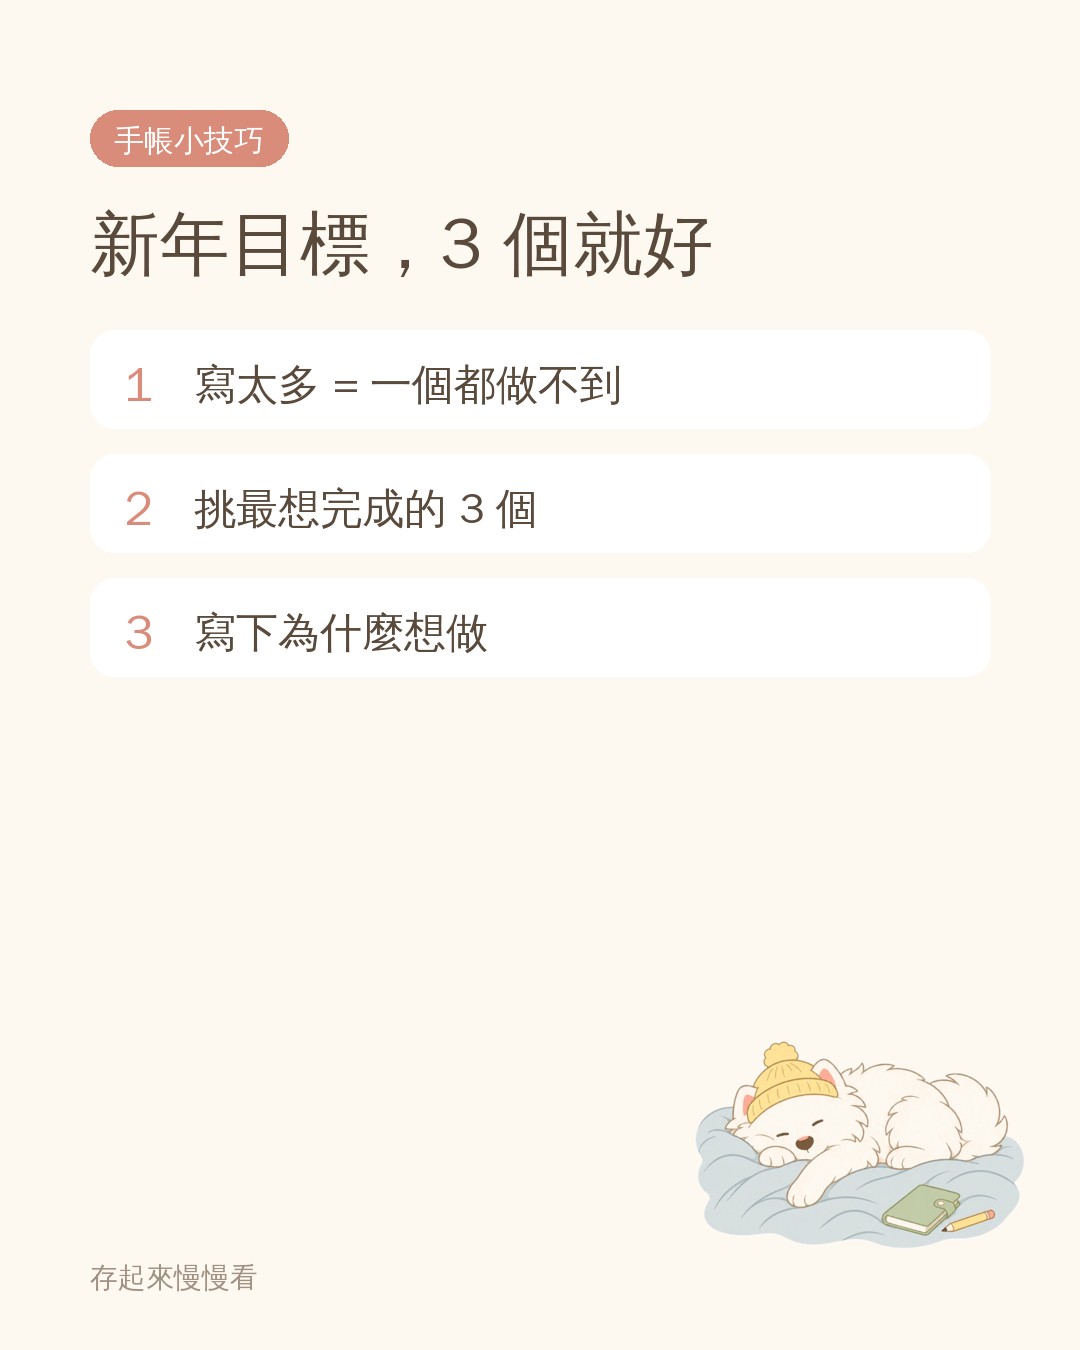 手帳小技巧
新年目標，3 個就好
1 寫太多 = 一個都做不到
2 挑最想完成的 3 個
3 寫下為什麼想做
存起來慢慢看